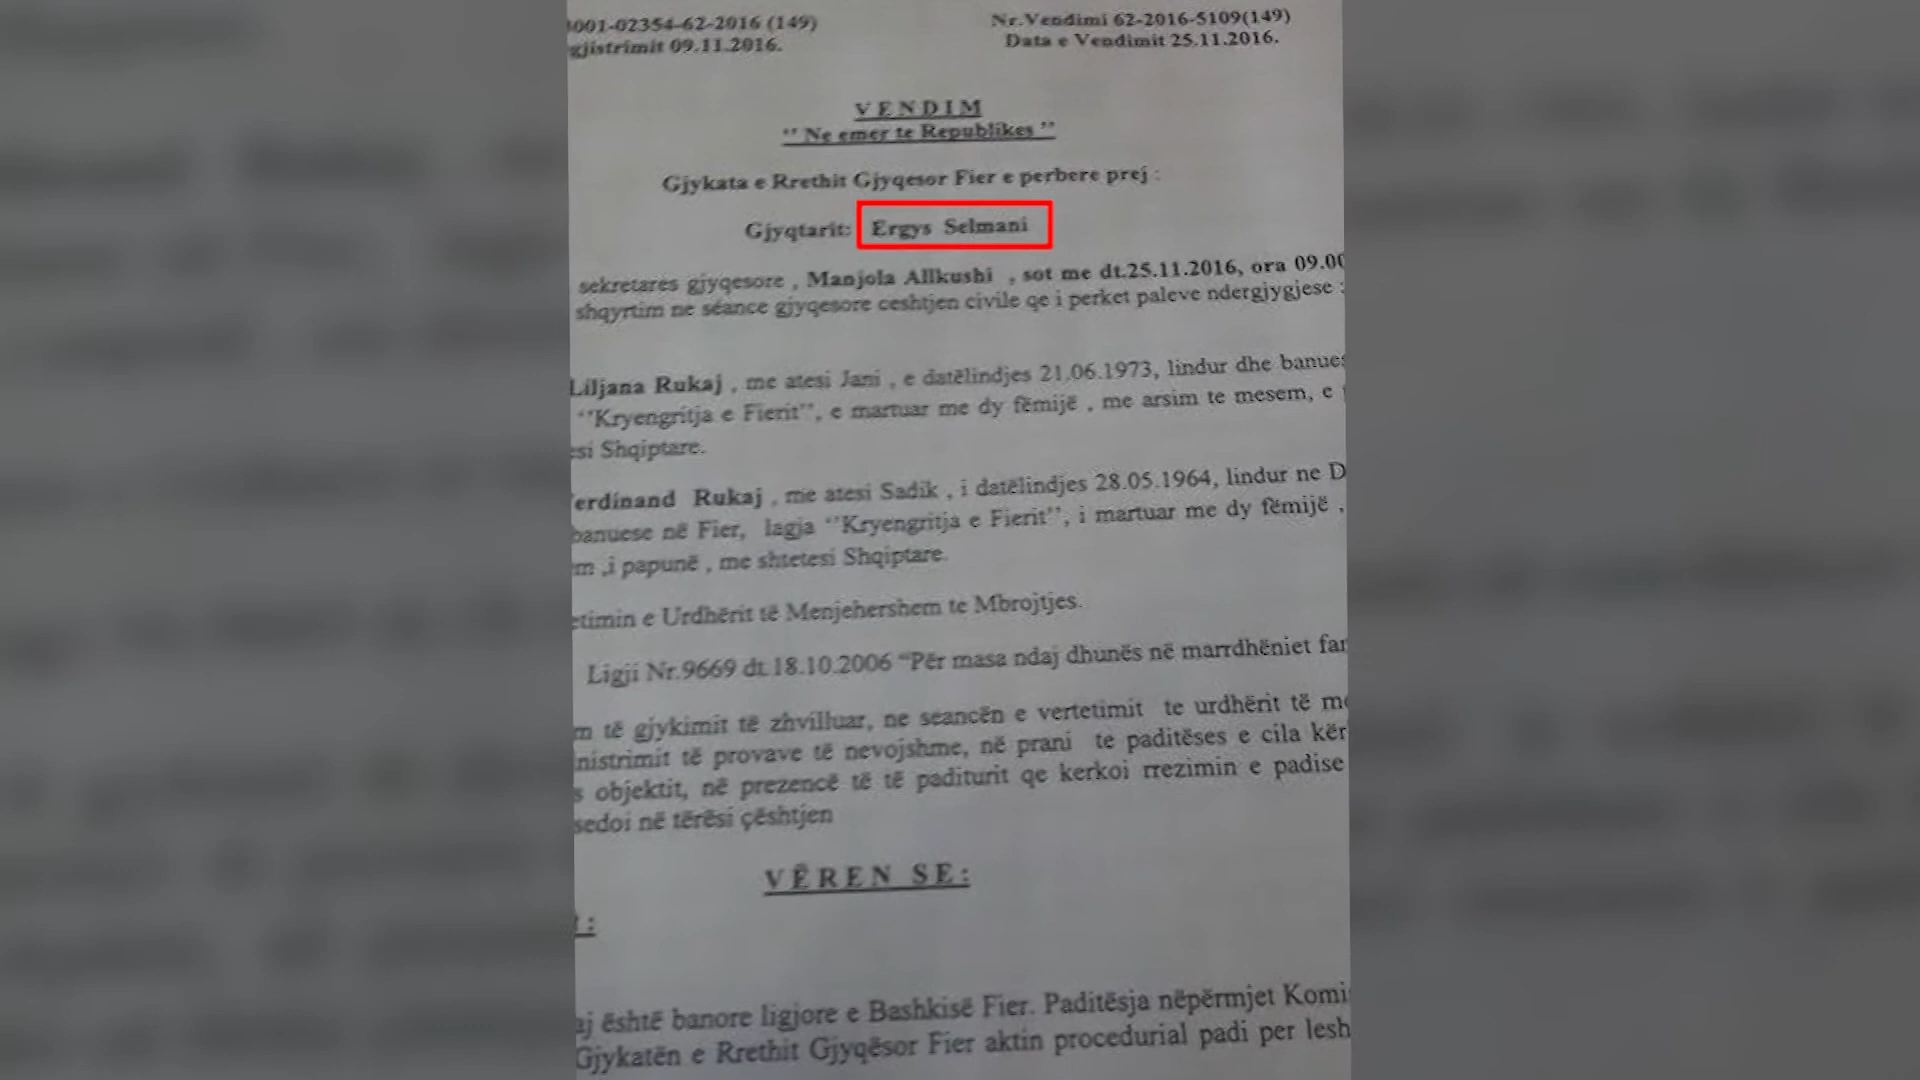 3001-02354-62-2016 (149)
gjistrimit 09.11.2016.
Nr.Vendimi 62-2016-5109(149)
Data e Vendimit 25.11.2016.
VENDIM
“ Ne emer te Republikes ”
Gjykata e Rrethit Gjyqesor Fier e perbere prej :
Gjyqtarit: Ergys Selmani
sekretares gjyqesore , Manjola Allkushi , sot me dt.25.11.2016, ora 09.00
shqyrtim ne séance gjyqesore ceshtjen civile qe i perket paleve ndergjygjese :
Liljana Rukaj , me atesi Jani , e datëlindjes 21.06.1973, lindur dhe banues
‘‘Kryengritja e Fierit’’, e martuar me dy fëmijë , me arsim te mesem, e
esi Shqiptare.
erdinand Rukaj , me atesi Sadik , i datëlindjes 28.05.1964, lindur ne D
banuese në Fier, lagja ‘‘Kryengritja e Fierit’’, i martuar me dy fëmijë ,
em ,i papunë , me shtetesi Shqiptare.
etimin e Urdhërit të Menjehershem te Mbrojtjes.
Ligji Nr.9669 dt.18.10.2006 “Për masa ndaj dhunës në marrdhëniet fam
m të gjykimit të zhvilluar, ne seancën e vertetimit te urdhërit të me
nistrimit të provave të nevojshme, në prani te paditëses e cila kër
s objektit, në prezencë të të paditurit qe kerkoi rrezimin e padise
sedoi në tërësi çështjen
VËREN SE:
aj është banore ligjore e Bashkisë Fier. Paditësja nëpërmjet Komis
Gjykatën e Rrethit Gjyqësor Fier aktin procedurial padi per lesh